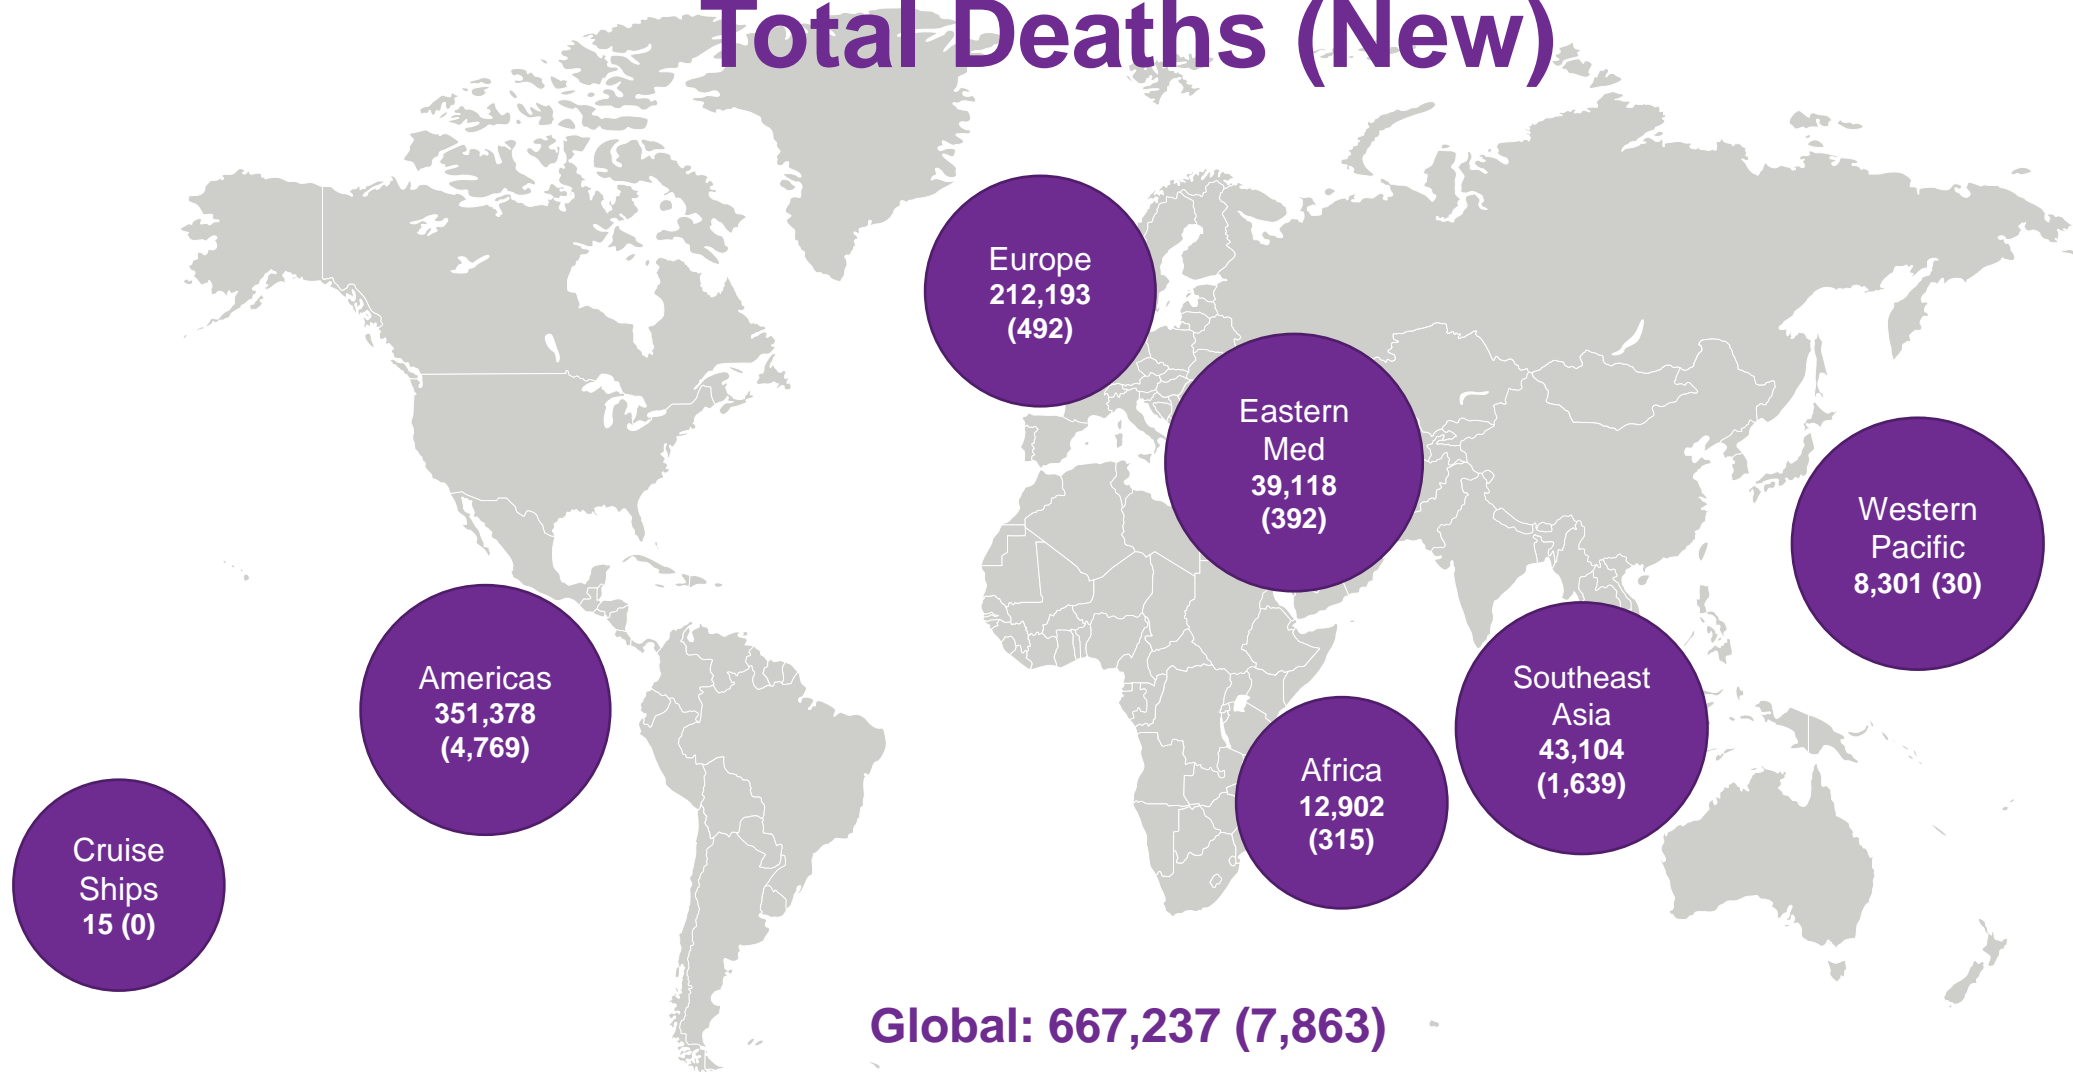 Total Deaths (New)
Europe
212,193
(492)
Eastern
Med
39,118
(392)
Western
Pacific
8,301 (30)
Americas
351,378
(4,769)
Southeast
Asia
43,104
(1,639)
Africa
12,902
(315)
Cruise
Ships
15 (0)
Global: 667,237 (7,863)